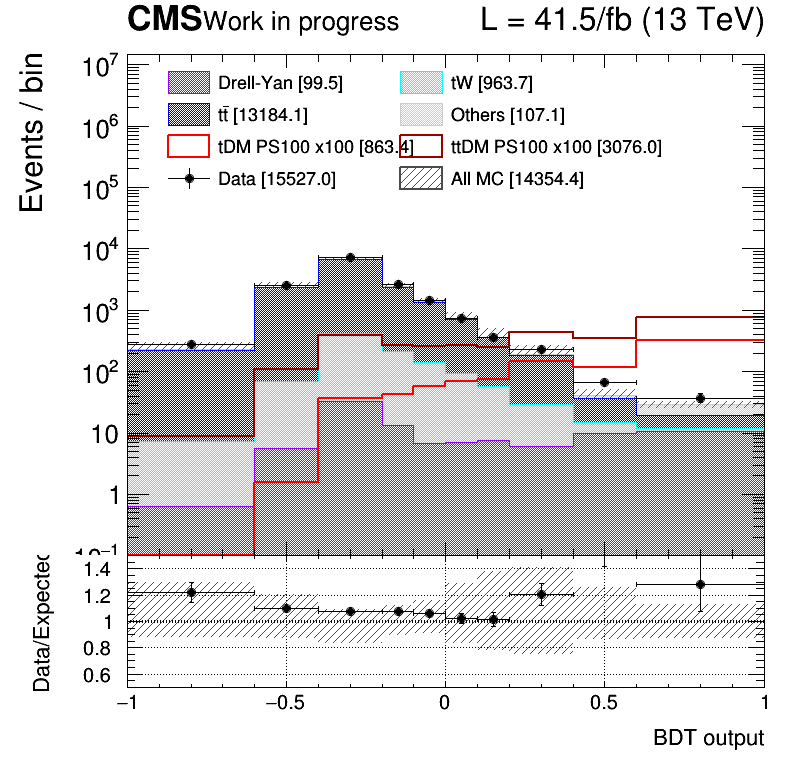 CMS Work in progress L = 41.5/fb (13 TeV)
Events / bin
Drell-Yan [99.5] tW [963.7]
tt̄ [13184.1] Others [107.1]
tDM PS100 x100 [863.4] ttDM PS100 x100 [3076.0]
Data [15527.0] All MC [14354.4]
10⁷
10⁶
10⁵
10⁴
10³
10²
10
1
10⁻¹
Data/Expected
1.4
1.2
1
0.8
0.6
−1 −0.5 0 0.5 1
BDT output